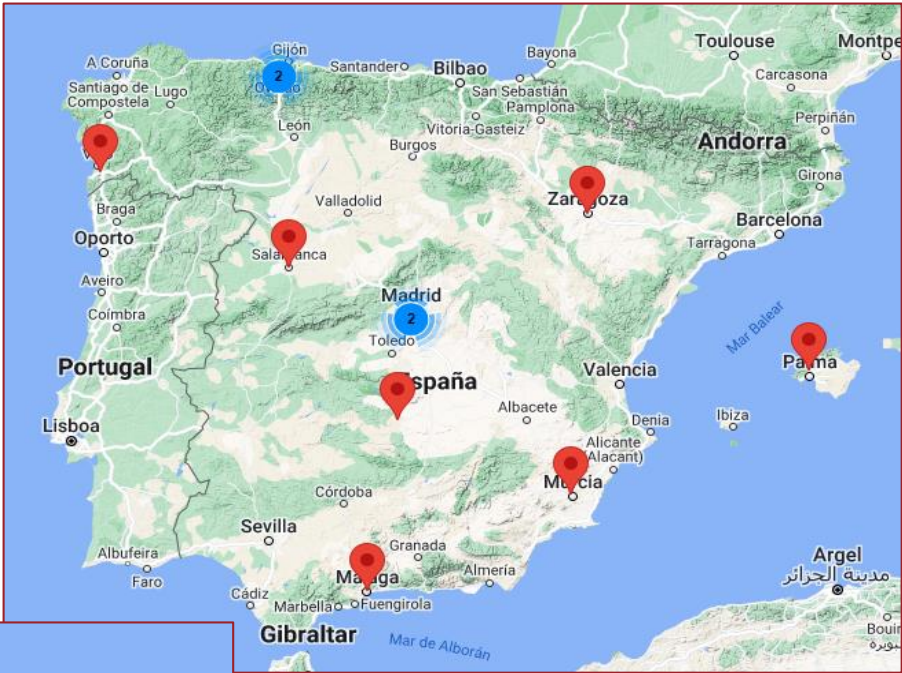 Toulouse
Montpe
Gijón
A Coruña
Santander
Bilbao
Bayona
Carcasona
2
Santiago de
Compostela
Lugo
San Sebastián
Pamplona
León
Vitoria-Gasteiz
Burgos
Perpiñán
Andorra
Girona
Braga
Valladolid
Zaragoza
Barcelona
Oporto
Tarragona
Salamanca
Aveiro
Madrid
2
Coímbra
Toledo
Mar Balear
Portugal
España
Valencia
Palma
Albacete
Ibiza
Denia
Lisboa
Alicante
(Alacant)
Murcia
Córdoba
Sevilla
Granada
Albufeira
Faro
Málaga
Almería
Argel
مدينة الجزائر
Cádiz
Marbella
Fuengirola
Gibraltar
Mar de Alborán
Bouir